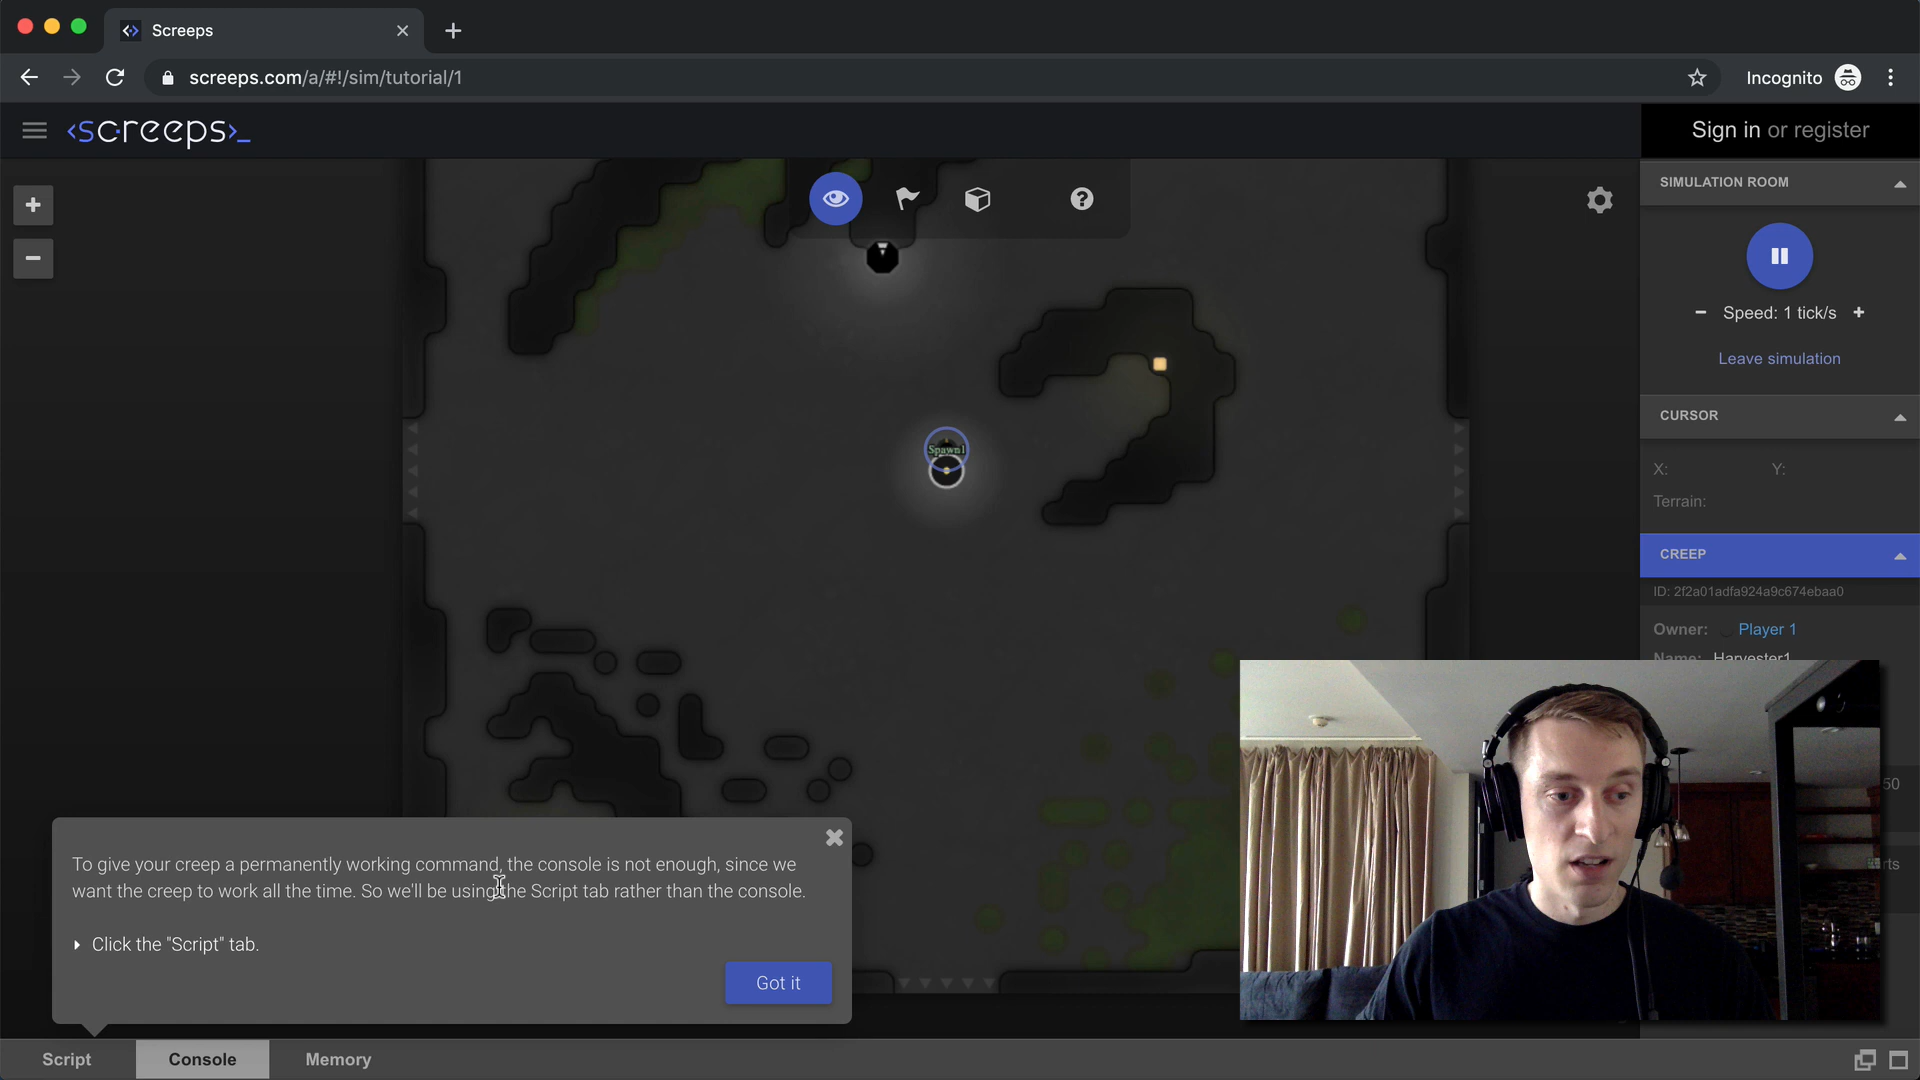 Screeps
screeps.com/a/#!/sim/tutorial/1
Incognito
<screeps>_
Sign in or register
SIMULATION ROOM
Speed: 1 tick/s
Leave simulation
CURSOR
X: Y:
Terrain:
Spawn1
CREEP
ID: 2f2a01adfa924a9c674ebaa0
Owner: Player 1
Name: Harvester1
50
To give your creep a permanently working command, the console is not enough, since we
want the creep to work all the time. So we'll be using the Script tab rather than the console.
Click the "Script" tab.
Got it
Script Console Memory